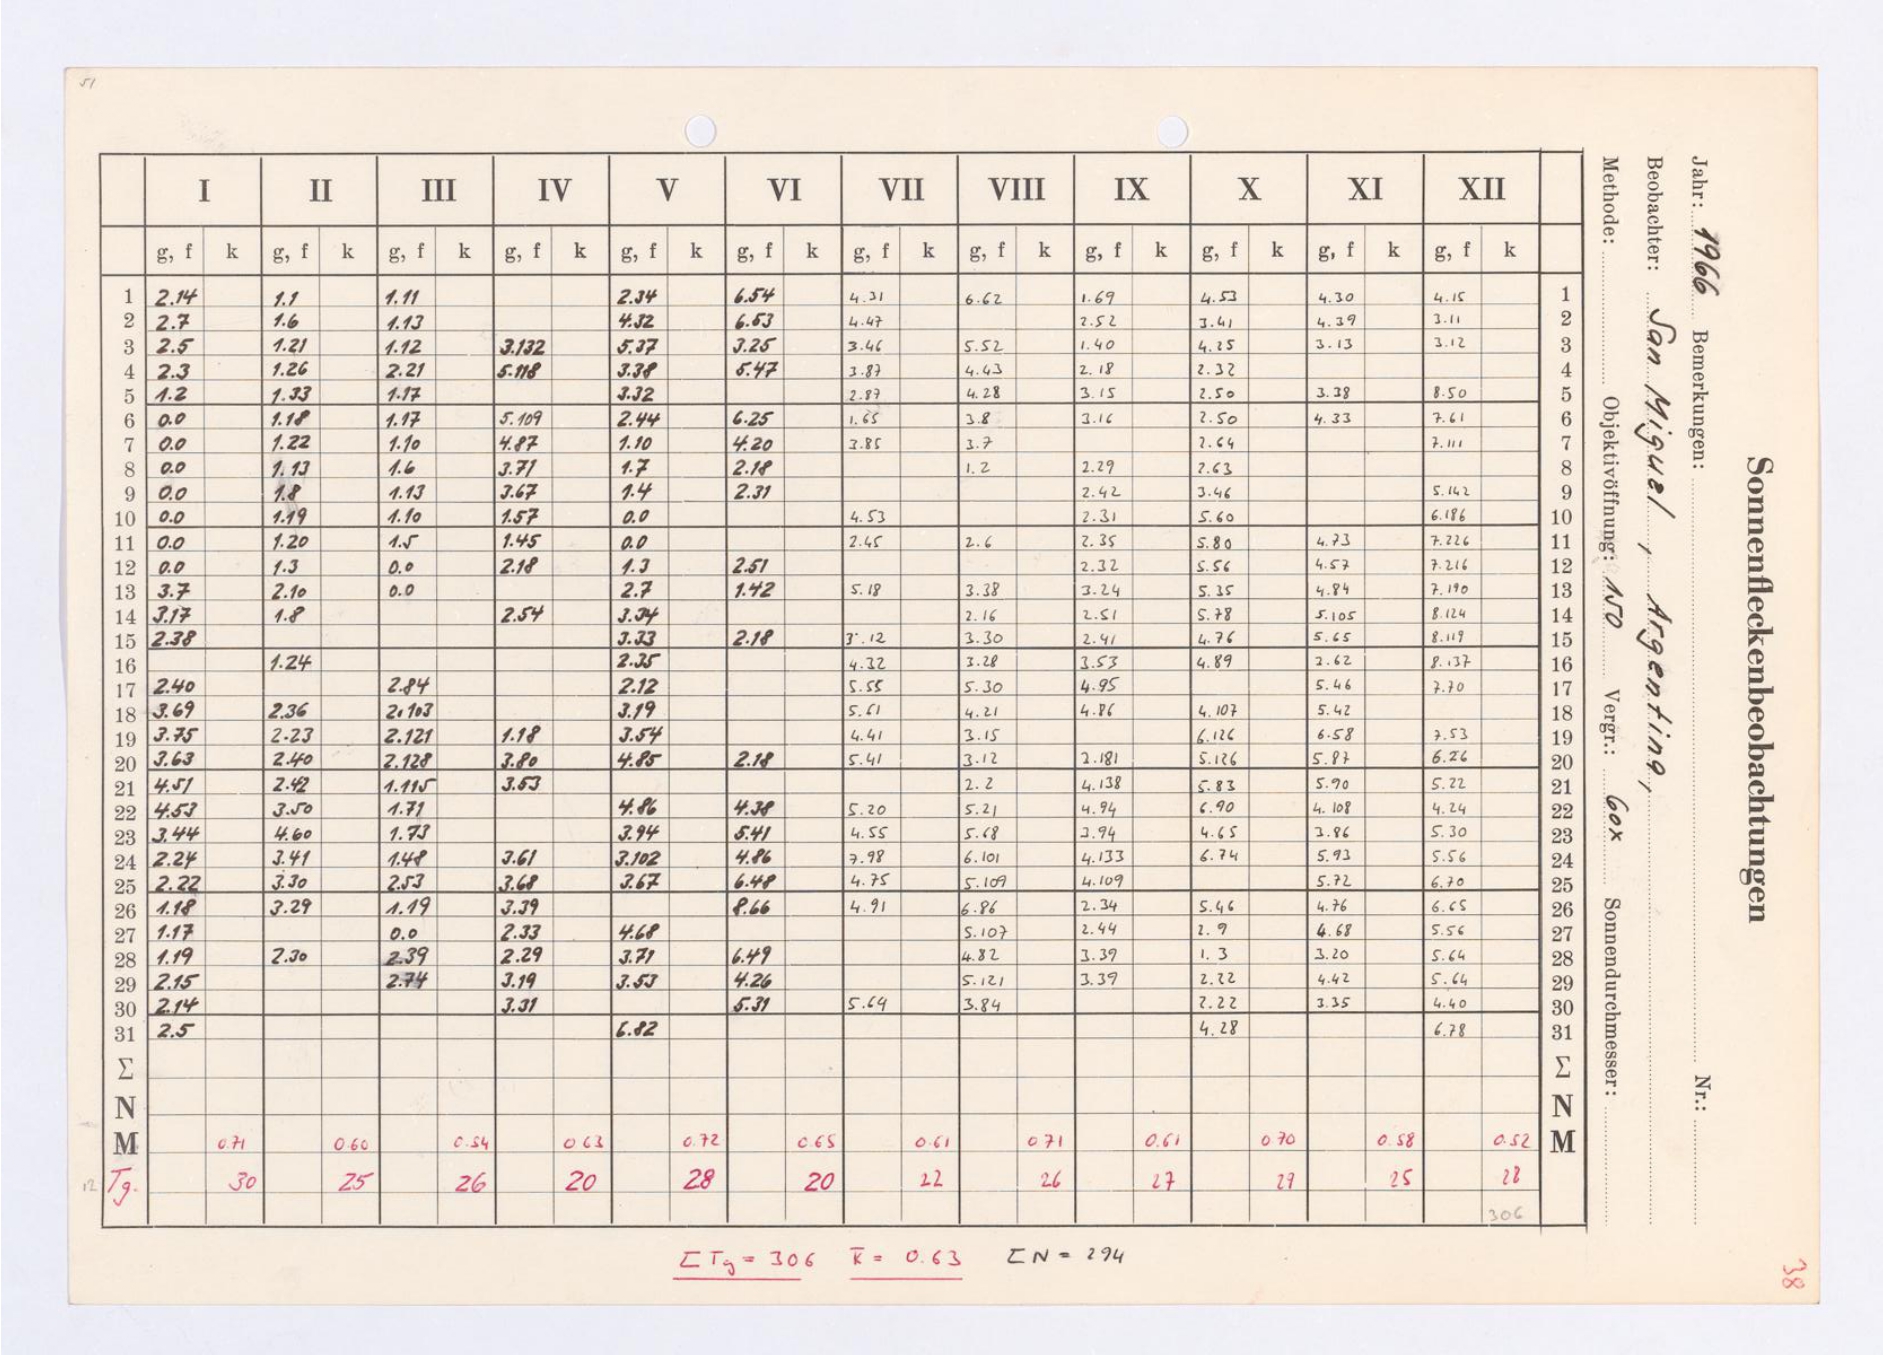 51
Sonnenfleckenbeobachtungen
Jahr: 1966 Bemerkungen: Nr.:
Beobachter: San Miguel, Argentina,
Methode: Objektivöffnung: 150 Vergr.: 60x Sonnendurchmesser:
I II III IV V VI VII VIII IX X XI XII
g, f k g, f k g, f k g, f k g, f k g, f k g, f k g, f k g, f k g, f k g, f k g, f k
1 2.14 1.1 1.11 2.34 6.54 4.31 6.62 1.69 4.53 4.30 4.15 1
2 2.7 1.6 1.13 4.32 6.53 4.47 2.52 3.41 4.39 3.11 2
3 2.5 1.21 1.12 3.132 5.37 3.25 3.46 5.52 1.40 4.25 3.13 3.12 3
4 2.3 1.26 2.21 5.118 3.38 5.47 3.87 4.43 2.18 2.32 4
5 1.2 1.33 1.17 3.32 2.87 4.28 3.15 2.50 3.38 8.50 5
6 0.0 1.18 1.17 5.109 2.44 6.25 1.65 3.8 3.16 2.50 4.33 7.61 6
7 0.0 1.22 1.10 4.87 1.10 4.20 3.85 3.7 2.64 7.111 7
8 0.0 1.13 1.6 3.71 1.7 2.18 1.2 2.29 2.63 8
9 0.0 1.8 1.13 3.67 1.4 2.31 2.42 3.46 5.142 9
10 0.0 1.19 1.10 1.57 0.0 4.53 2.31 5.60 6.186 10
11 0.0 1.20 1.5 1.45 0.0 2.45 2.6 2.35 5.80 4.73 7.226 11
12 0.0 1.3 0.0 2.18 1.3 2.51 2.32 5.56 4.57 7.216 12
13 3.7 2.10 0.0 2.7 1.42 5.18 3.38 3.24 5.35 4.84 7.190 13
14 3.17 1.8 2.54 3.34 2.16 2.51 5.78 5.105 8.124 14
15 2.38 3.33 2.18 3.12 3.30 2.41 4.76 5.65 8.119 15
16 1.24 2.35 4.32 3.28 3.53 4.89 2.62 8.137 16
17 2.40 2.84 2.12 5.55 5.30 4.95 5.46 7.70 17
18 3.69 2.36 2.103 3.19 5.61 4.21 4.86 4.107 5.42 18
19 3.75 2.23 2.121 1.18 3.54 4.41 3.15 6.126 6.58 7.53 19
20 3.63 2.40 2.128 3.80 4.85 2.18 5.41 3.12 2.181 5.126 5.87 6.26 20
21 4.51 2.42 1.115 3.53 2.2 4.138 5.83 5.90 5.22 21
22 4.53 3.50 1.71 4.86 4.38 5.20 5.21 4.94 6.90 4.108 4.24 22
23 3.44 4.60 1.73 3.94 5.41 4.55 5.68 3.94 4.65 3.86 5.30 23
24 2.24 3.41 1.48 3.61 3.102 4.86 7.98 6.101 4.133 6.74 5.93 5.56 24
25 2.22 3.30 2.53 3.68 3.67 6.48 4.75 5.109 4.109 5.72 6.70 25
26 1.18 3.29 1.19 3.39 8.66 4.91 6.86 2.34 5.46 4.76 6.65 26
27 1.17 0.0 2.33 4.68 5.107 2.44 2.9 4.68 5.56 27
28 1.19 2.30 2.39 2.29 3.71 6.49 4.82 3.39 1.3 3.20 5.64 28
29 2.15 2.74 3.19 3.53 4.26 5.121 3.39 2.22 4.42 5.64 29
30 2.14 3.31 5.31 5.69 3.84 2.22 3.35 4.40 30
31 2.5 6.82 4.28 6.78 31
Σ Σ
N N
M 0.71 0.60 0.54 0.63 0.72 0.65 0.61 0.71 0.61 0.70 0.58 0.52 M
12 Tg. 30 25 26 20 28 20 22 26 27 27 25 28
306
Σ Tg = 306 k̅ = 0.63 Σ N = 294
38